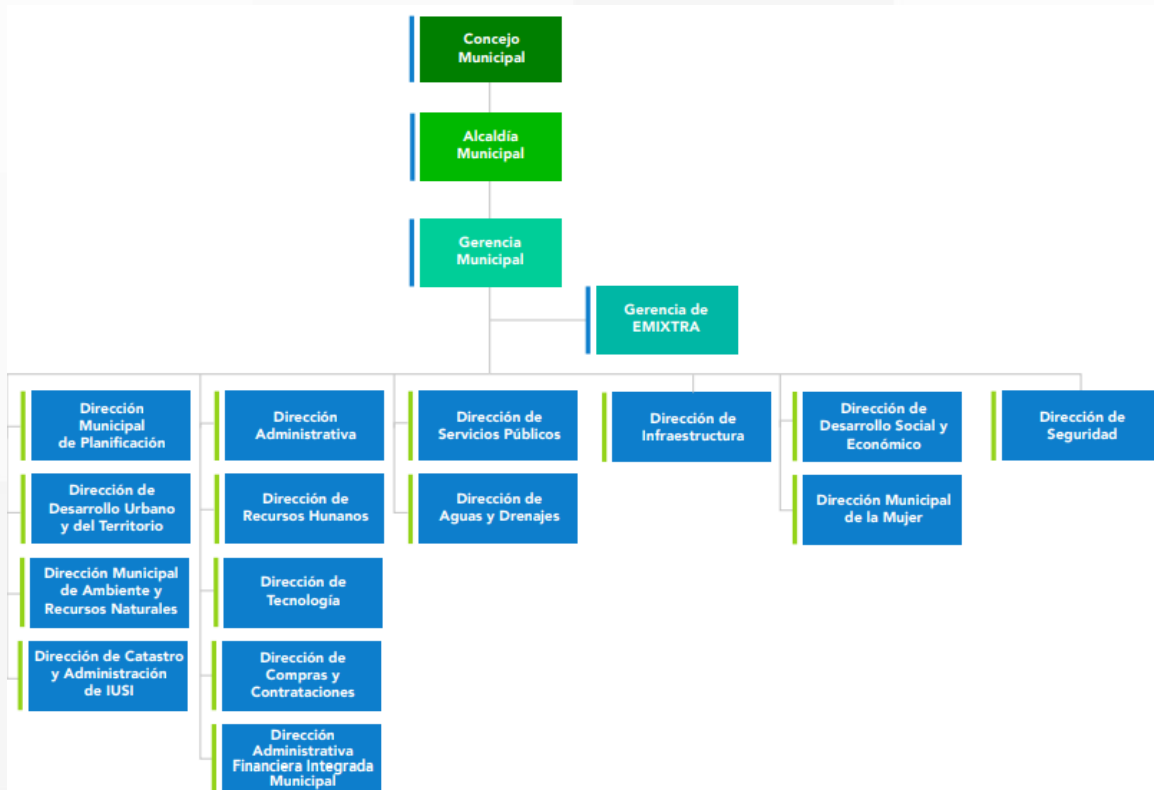 Concejo
Municipal
Alcaldía
Municipal
Gerencia
Municipal
Gerencia de
EMIXTRA
Dirección
Municipal
de Planificación
Dirección de
Desarrollo Urbano
y del Territorio
Dirección Municipal
de Ambiente y
Recursos Naturales
Dirección de Catastro
y Administración
de IUSI
Dirección
Administrativa
Dirección de
Recursos Hunanos
Dirección de
Tecnología
Dirección de
Compras y
Contrataciones
Dirección
Administrativa
Financiera Integrada
Municipal
Dirección de
Servicios Públicos
Dirección de
Aguas y Drenajes
Dirección de
Infraestructura
Dirección de
Desarrollo Social y
Económico
Dirección Municipal
de la Mujer
Dirección de
Seguridad